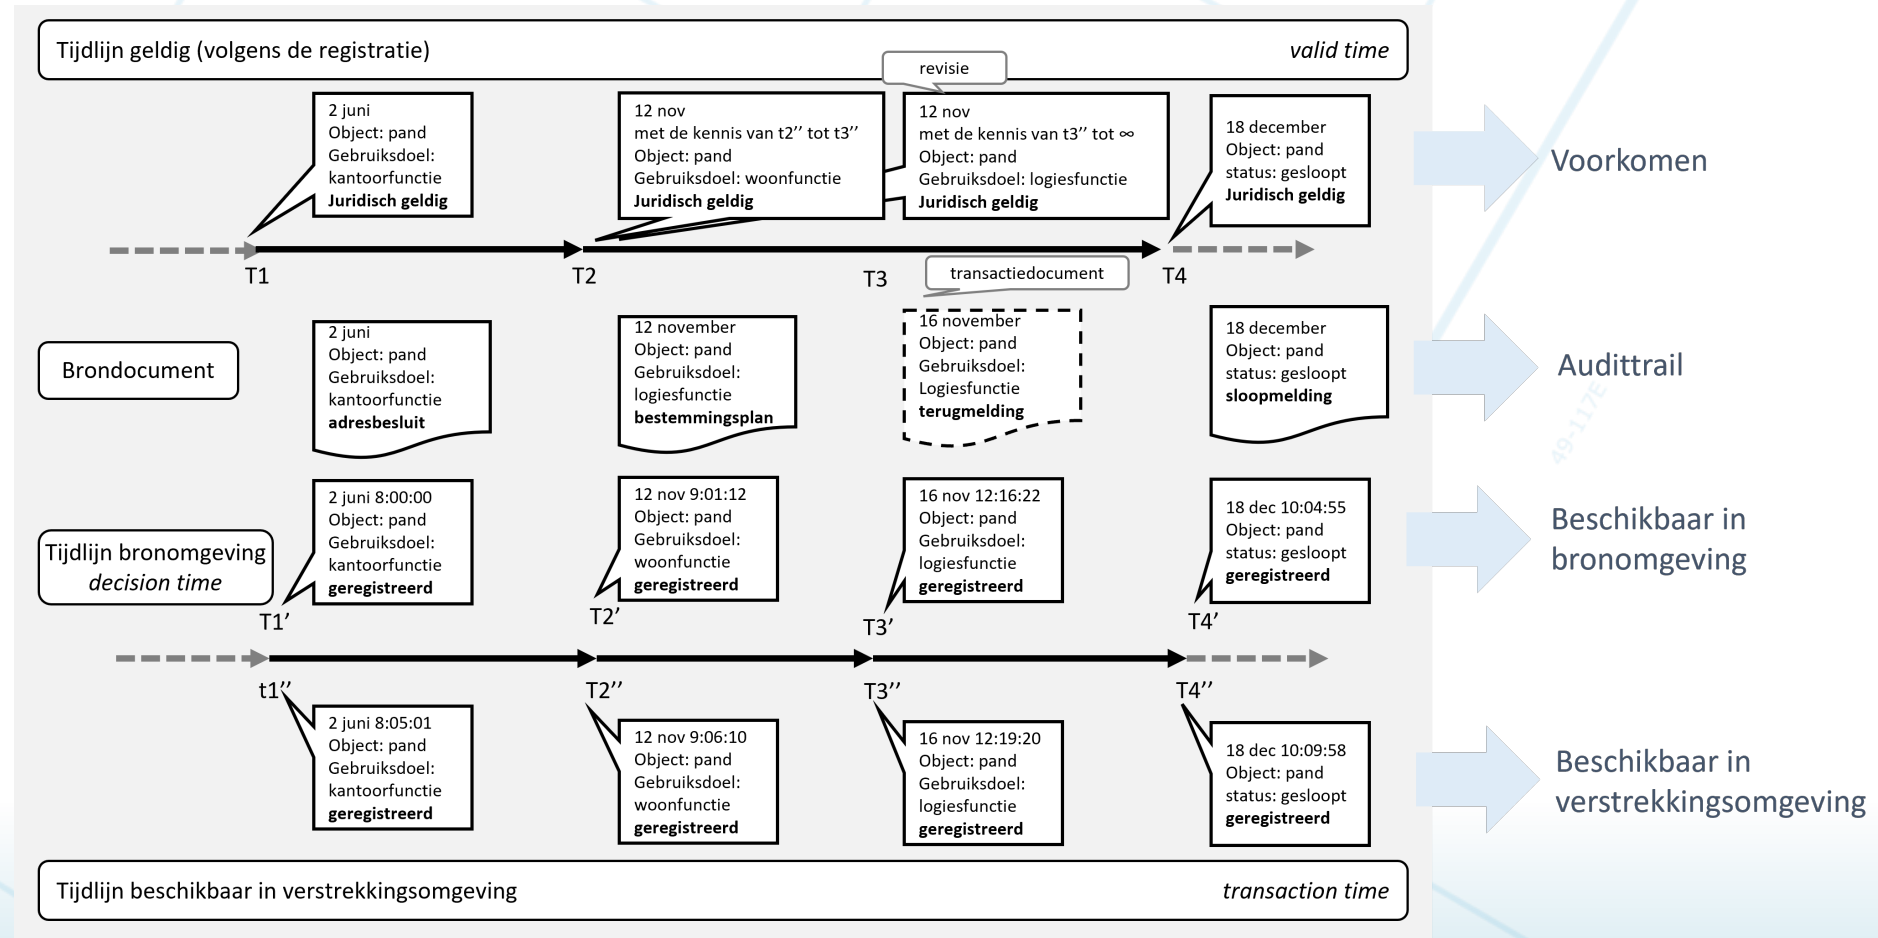 Tijdlijn geldig (volgens de registratie)
valid time
revisie
2 juni
Object: pand
Gebruiksdoel:
kantoorfunctie
Juridisch geldig
12 nov
met de kennis van t2’’ tot t3’’
Object: pand
Gebruiksdoel: woonfunctie
Juridisch geldig
12 nov
met de kennis van t3’’ tot ∞
Object: pand
Gebruiksdoel: logiesfunctie
Juridisch geldig
18 december
Object: pand
status: gesloopt
Juridisch geldig
Voorkomen
T1
T2
T3
T4
transactiedocument
Brondocument
2 juni
Object: pand
Gebruiksdoel:
kantoorfunctie
adresbesluit
12 november
Object: pand
Gebruiksdoel:
logiesfunctie
bestemmingsplan
16 november
Object: pand
Gebruiksdoel:
Logiesfunctie
terugmelding
18 december
Object: pand
status: gesloopt
sloopmelding
Audittrail
49-117E
Tijdlijn bronomgeving
decision time
2 juni 8:00:00
Object: pand
Gebruiksdoel:
kantoorfunctie
geregistreerd
12 nov 9:01:12
Object: pand
Gebruiksdoel:
woonfunctie
geregistreerd
16 nov 12:16:22
Object: pand
Gebruiksdoel:
logiesfunctie
geregistreerd
18 dec 10:04:55
Object: pand
status: gesloopt
geregistreerd
Beschikbaar in
bronomgeving
T1’
T2’
T3’
T4’
t1’’
T2’’
T3’’
T4’’
2 juni 8:05:01
Object: pand
Gebruiksdoel:
kantoorfunctie
geregistreerd
12 nov 9:06:10
Object: pand
Gebruiksdoel:
woonfunctie
geregistreerd
16 nov 12:19:20
Object: pand
Gebruiksdoel:
logiesfunctie
geregistreerd
18 dec 10:09:58
Object: pand
status: gesloopt
geregistreerd
Beschikbaar in
verstrekkingsomgeving
Tijdlijn beschikbaar in verstrekkingsomgeving
transaction time